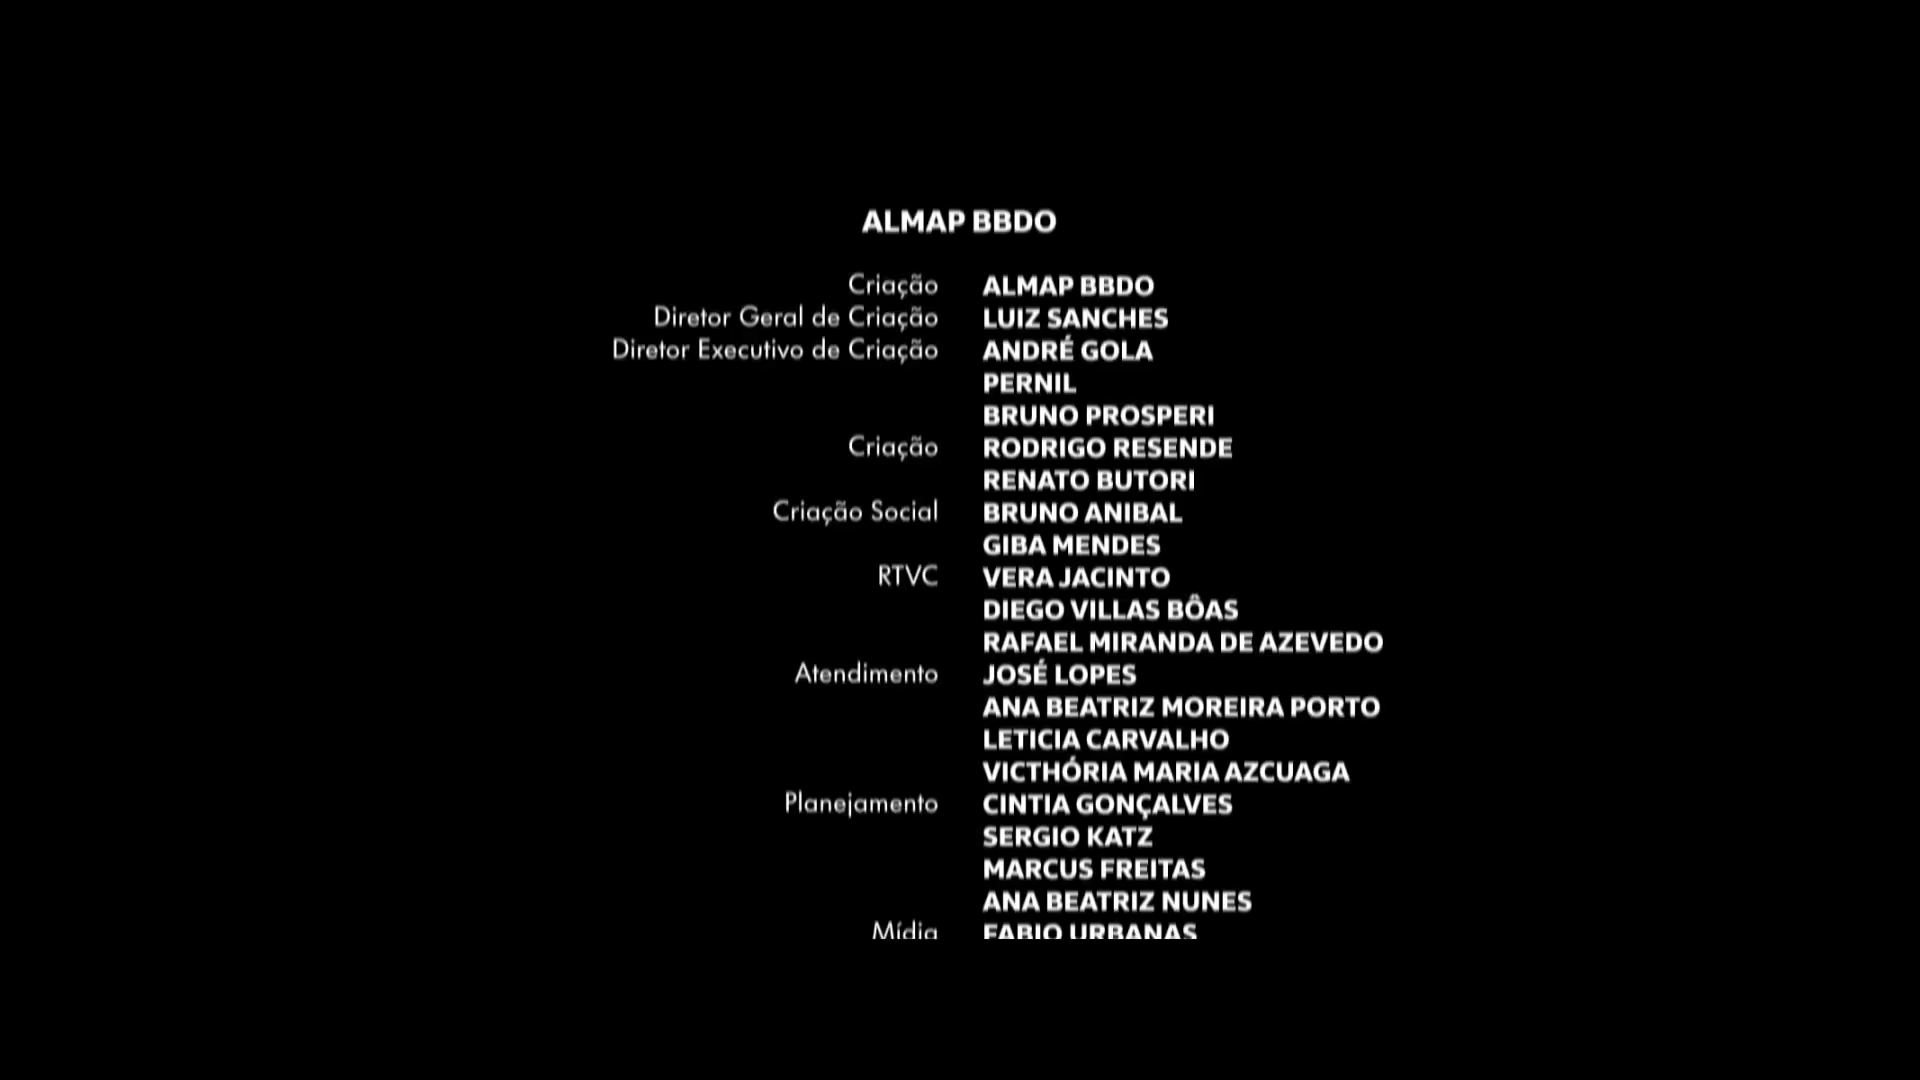 ALMAP BBDO
Criação ALMAP BBDO
Diretor Geral de Criação LUIZ SANCHES
Diretor Executivo de Criação ANDRÉ GOLA
PERNIL
BRUNO PROSPERI
Criação RODRIGO RESENDE
RENATO BUTORI
Criação Social BRUNO ANIBAL
GIBA MENDES
RTVC VERA JACINTO
DIEGO VILLAS BÔAS
RAFAEL MIRANDA DE AZEVEDO
Atendimento JOSÉ LOPES
ANA BEATRIZ MOREIRA PORTO
LETICIA CARVALHO
VICTHÓRIA MARIA AZCUAGA
Planejamento CINTIA GONÇALVES
SERGIO KATZ
MARCUS FREITAS
ANA BEATRIZ NUNES
Mídia FABIO URBANAS